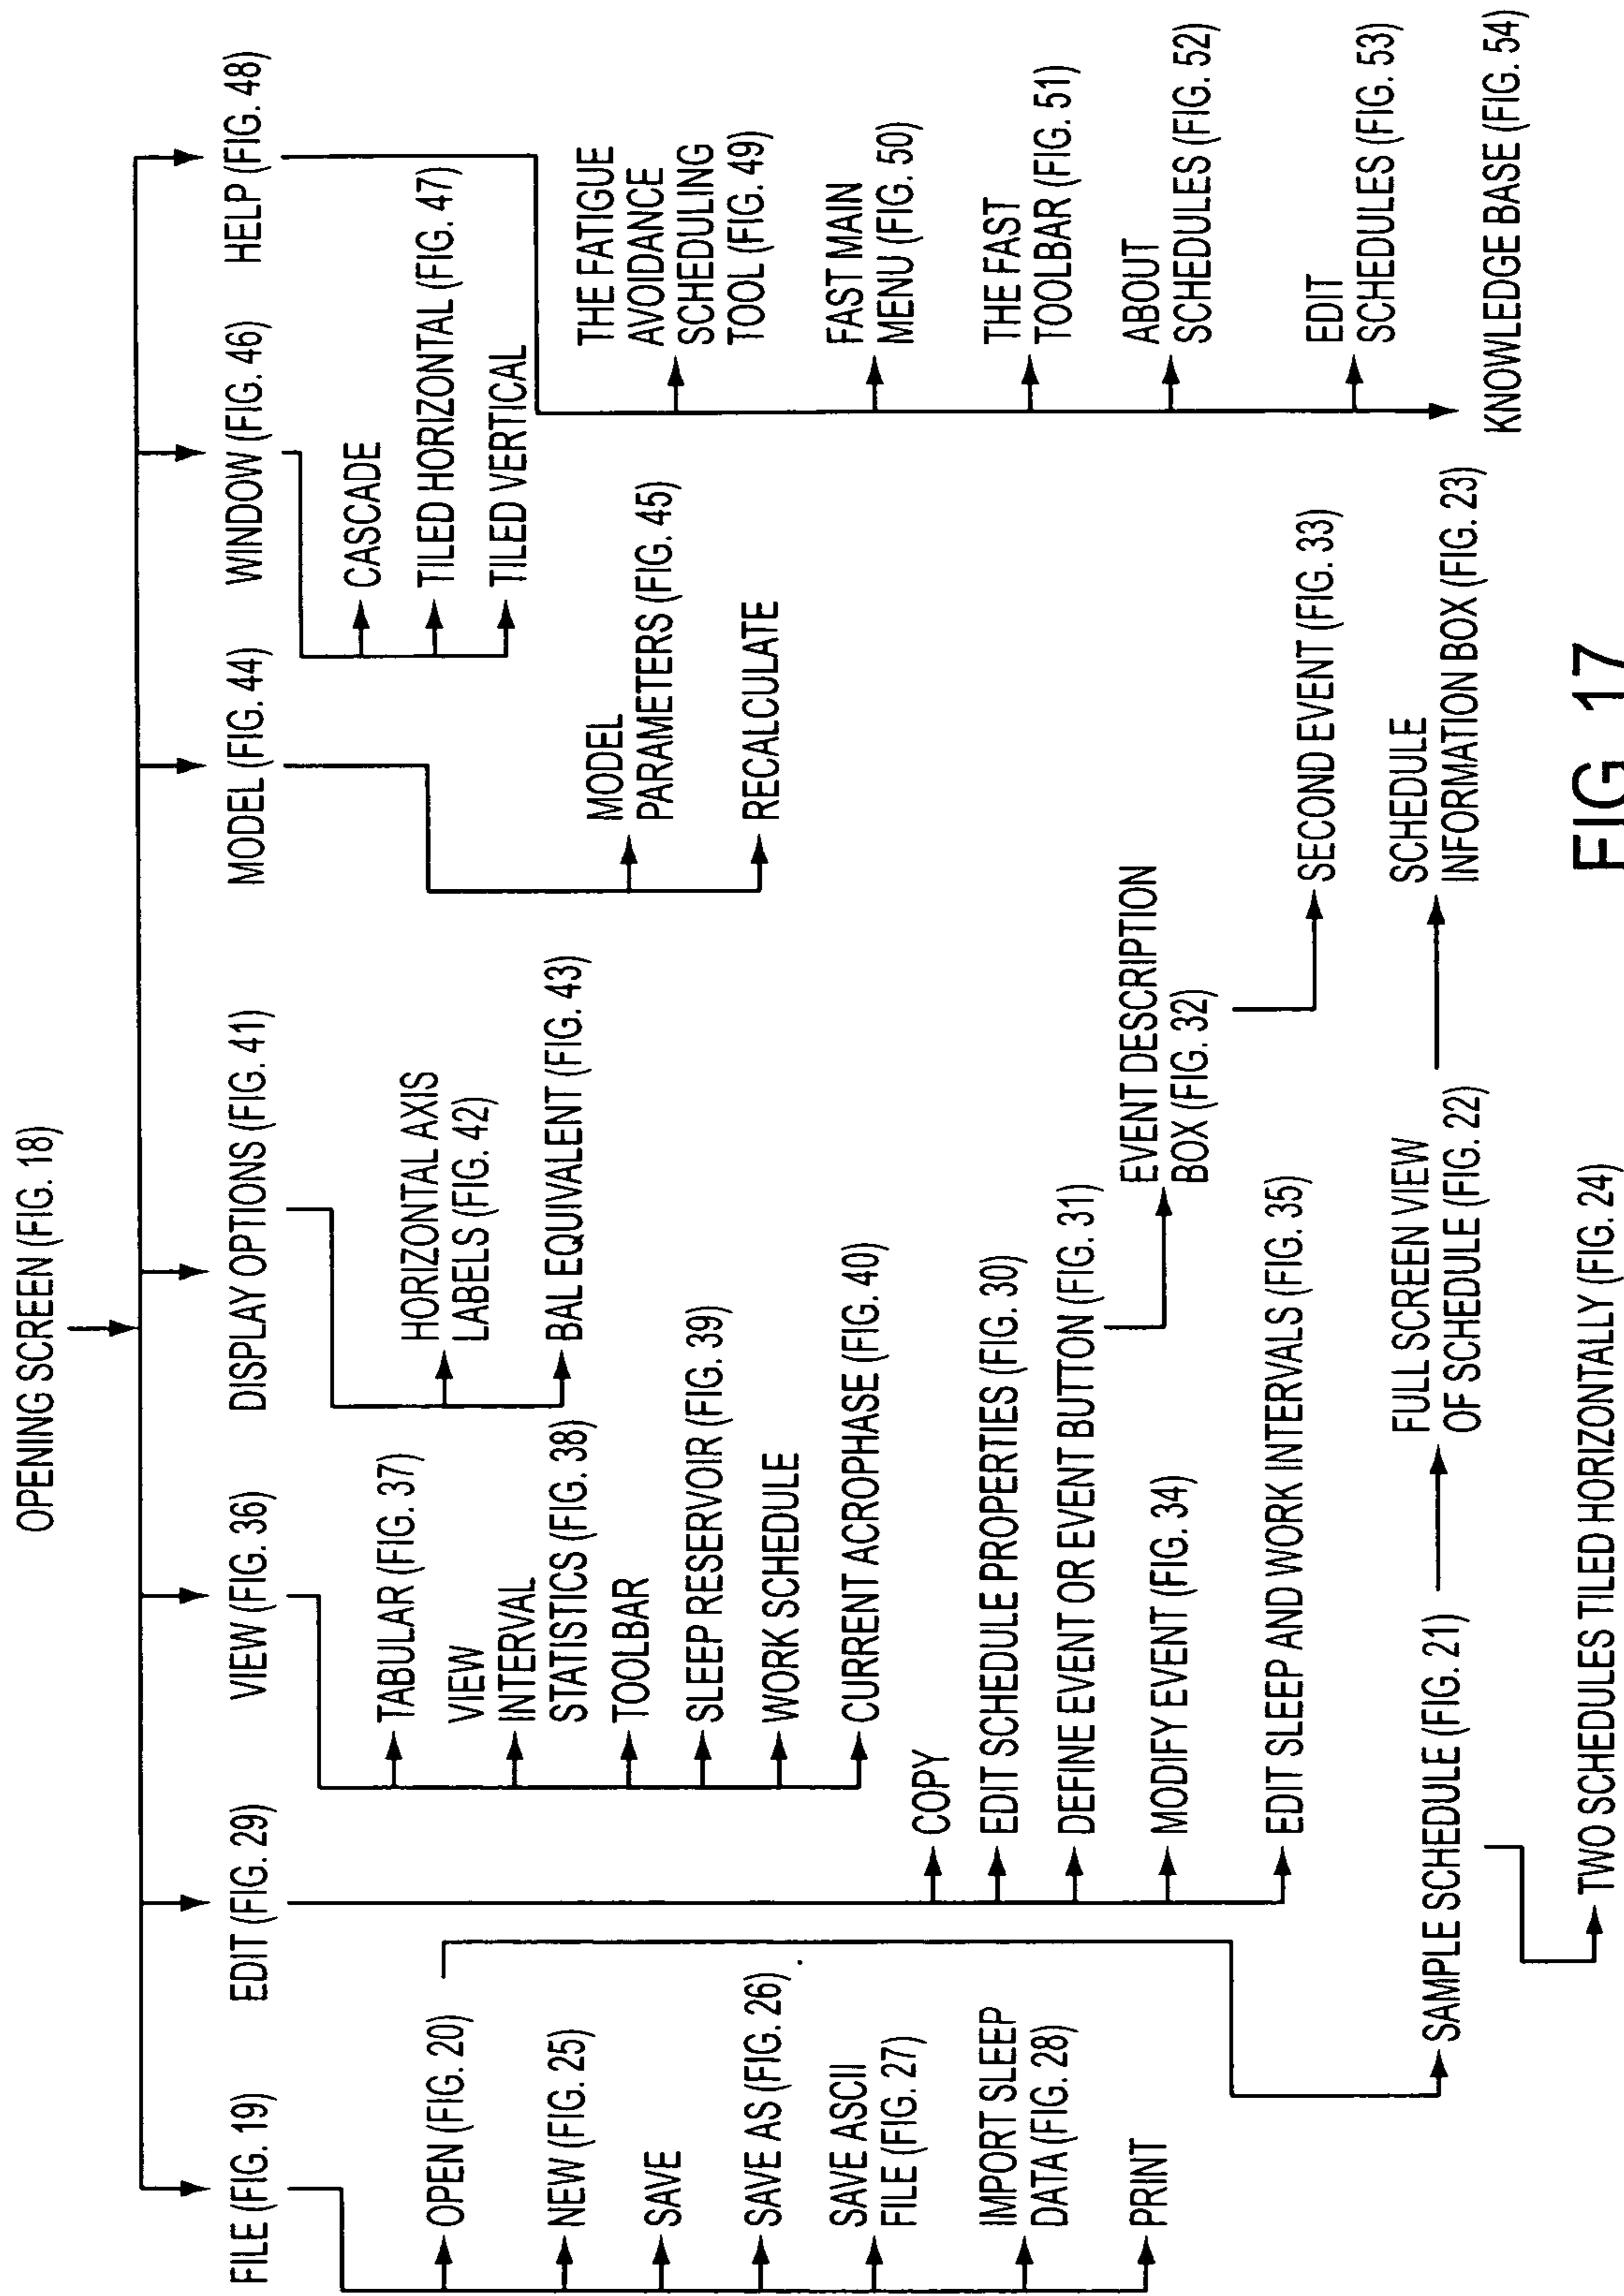 OPENING SCREEN (FIG. 18)
FILE (FIG. 19)
OPEN (FIG. 20)
NEW (FIG. 25)
SAVE
SAVE AS (FIG. 26)
SAVE ASCII
FILE (FIG. 27)
IMPORT SLEEP
DATA (FIG. 28)
PRINT
SAMPLE SCHEDULE (FIG. 21)
FULL SCREEN VIEW
OF SCHEDULE (FIG. 22)
SCHEDULE
INFORMATION BOX (FIG. 23)
TWO SCHEDULES TILED HORIZONTALLY (FIG. 24)
EDIT (FIG. 29)
COPY
EDIT SCHEDULE PROPERTIES (FIG. 30)
DEFINE EVENT OR EVENT BUTTON (FIG. 31)
EVENT DESCRIPTION
BOX (FIG. 32)
SECOND EVENT (FIG. 33)
MODIFY EVENT (FIG. 34)
EDIT SLEEP AND WORK INTERVALS (FIG. 35)
VIEW (FIG. 36)
TABULAR (FIG. 37)
VIEW
INTERVAL
STATISTICS (FIG. 38)
TOOLBAR
SLEEP RESERVOIR (FIG. 39)
WORK SCHEDULE
CURRENT ACROPHASE (FIG. 40)
DISPLAY OPTIONS (FIG. 41)
HORIZONTAL AXIS
LABELS (FIG. 42)
BAL EQUIVALENT (FIG. 43)
MODEL (FIG. 44)
MODEL
PARAMETERS (FIG. 45)
RECALCULATE
WINDOW (FIG. 46)
CASCADE
TILED HORIZONTAL (FIG. 47)
TILED VERTICAL
HELP (FIG. 48)
THE FATIGUE
AVOIDANCE
SCHEDULING
TOOL (FIG. 49)
FAST MAIN
MENU (FIG. 50)
THE FAST
TOOLBAR (FIG. 51)
ABOUT
SCHEDULES (FIG. 52)
EDIT
SCHEDULES (FIG. 53)
KNOWLEDGE BASE (FIG. 54)
FIG 17